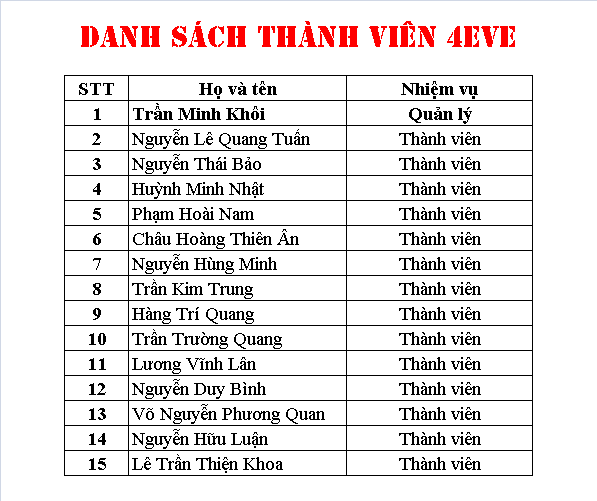 DANH SÁCH THÀNH VIÊN 4EVE
STT Họ và tên Nhiệm vụ
1 Trần Minh Khôi Quản lý
2 Nguyễn Lê Quang Tuấn Thành viên
3 Nguyễn Thái Bảo Thành viên
4 Huỳnh Minh Nhật Thành viên
5 Phạm Hoài Nam Thành viên
6 Châu Hoàng Thiên Ân Thành viên
7 Nguyễn Hùng Minh Thành viên
8 Trần Kim Trung Thành viên
9 Hàng Trí Quang Thành viên
10 Trần Trường Quang Thành viên
11 Lương Vĩnh Lân Thành viên
12 Nguyễn Duy Bình Thành viên
13 Võ Nguyễn Phương Quan Thành viên
14 Nguyễn Hữu Luận Thành viên
15 Lê Trần Thiện Khoa Thành viên